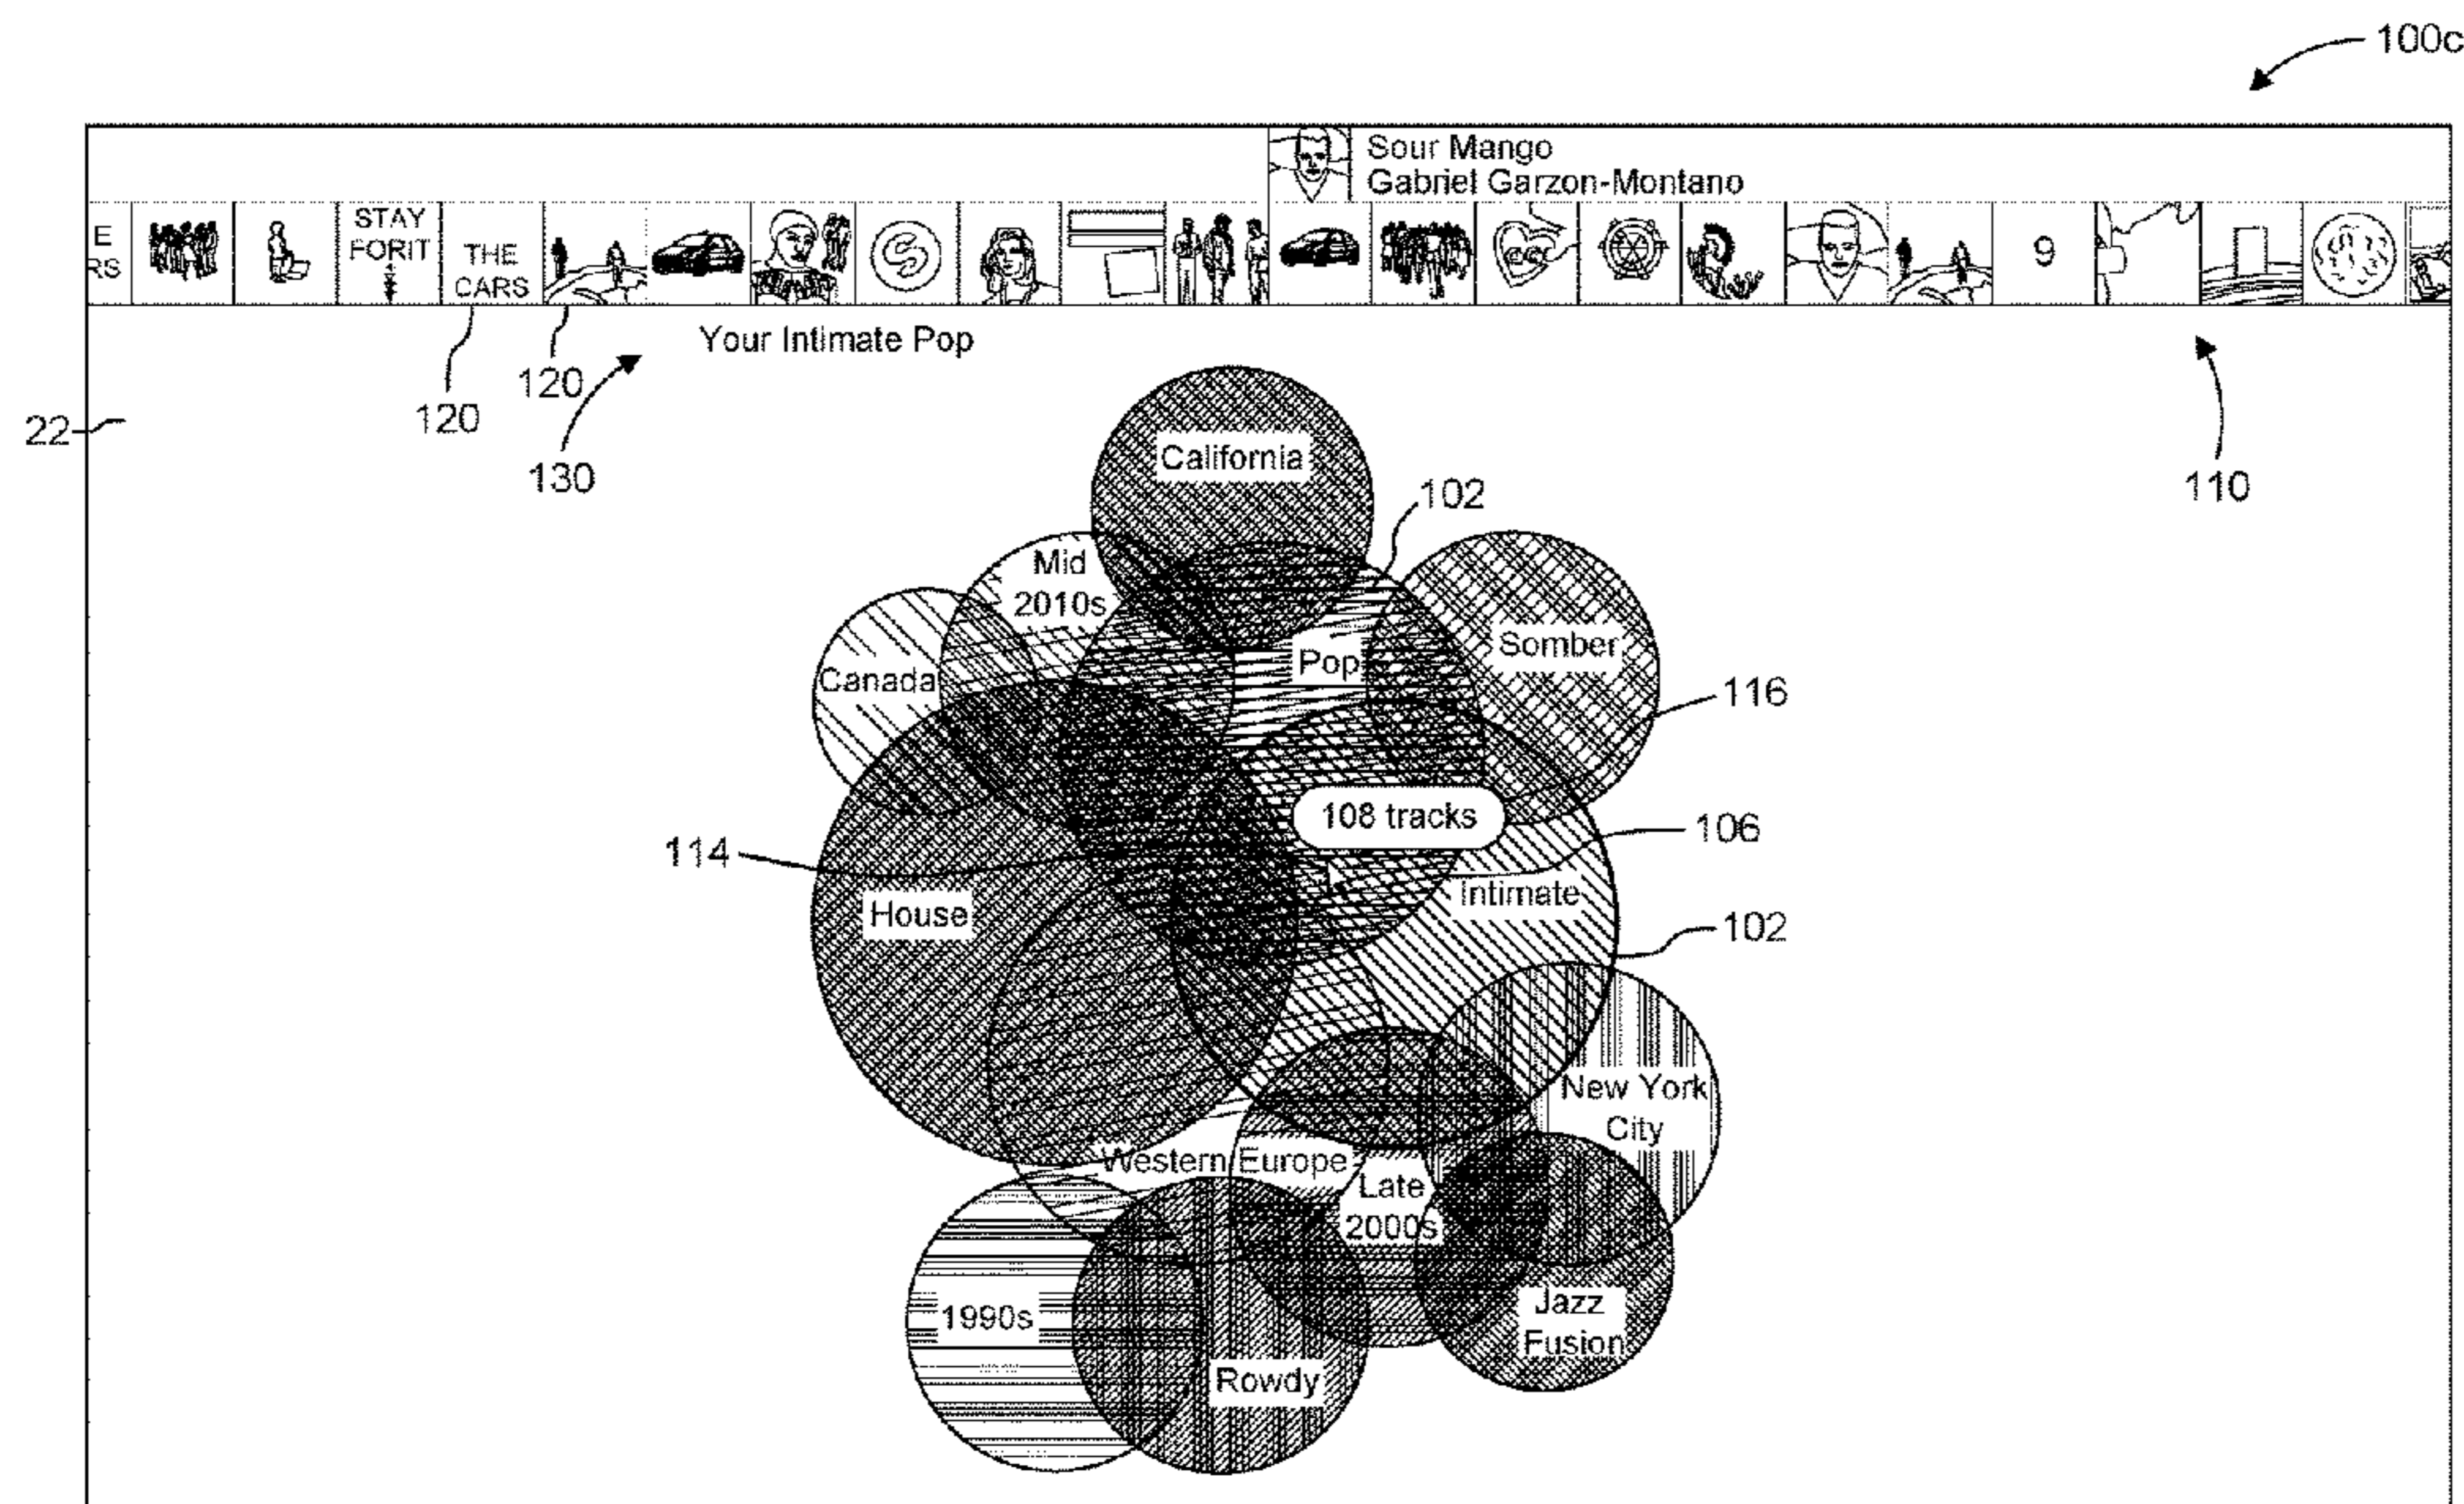 100c
Sour Mango
Gabriel Garzon-Montano
E
RS
STAY
FORIT
THE
CARS
S
CCC
9
Your Intimate Pop
120
120
130
22
110
California
102
Mid
2010s
Somber
Pop
Canada
116
108 tracks
114
106
Intimate
House
102
New York
City
Western Europe
Late
2000s
1990s
Jazz
Fusion
Rowdy